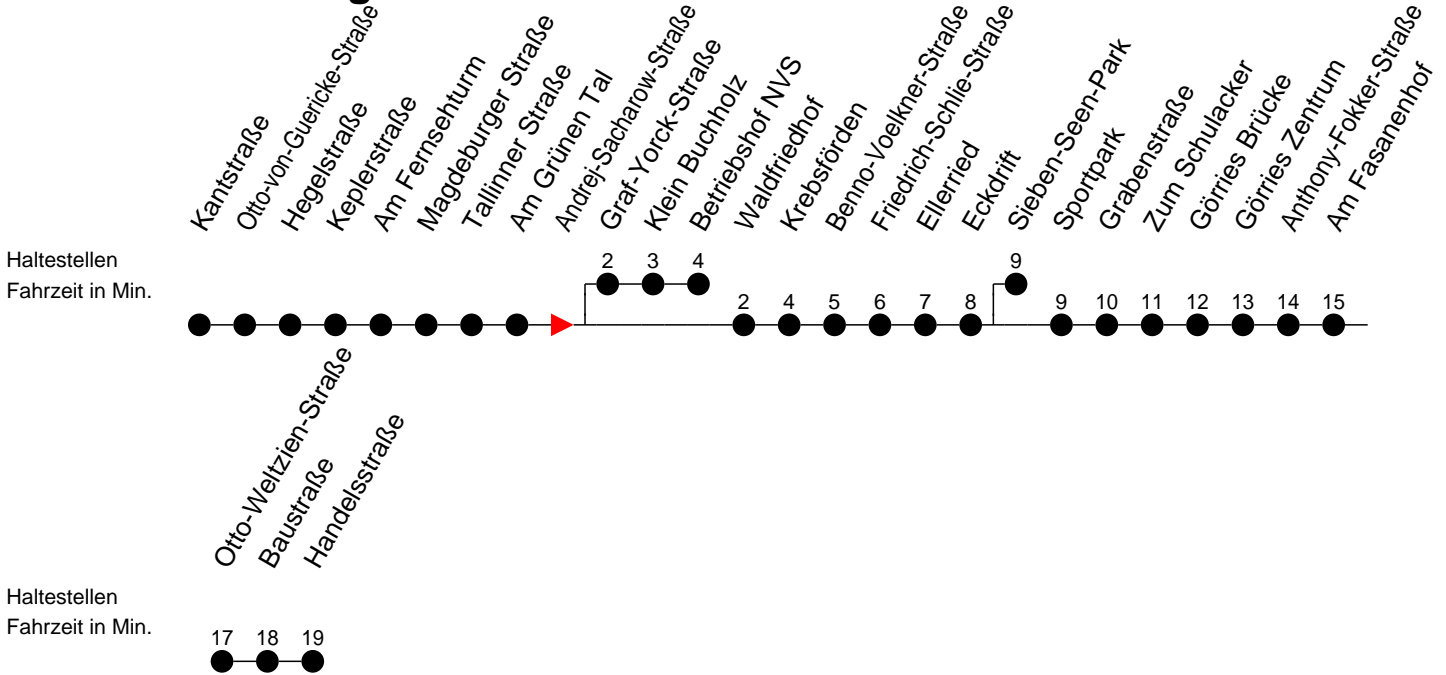 Kantstraße
Otto-von-Guericke-Straße
Hegelstraße
Keplerstraße
Am Fernsehturm
Magdeburger Straße
Tallinner Straße
Am Grünen Tal
Andrej-Sacharow-Straße
Graf-Yorck-Straße
Klein Buchholz
Betriebshof NVS
Waldfriedhof
Krebsförden
Benno-Voelkner-Straße
Friedrich-Schlie-Straße
Ellerried
Eckdrift
Sieben-Seen-Park
Sportpark
Grabenstraße
Zum Schulacker
Görries Brücke
Görries Zentrum
Anthony-Fokker-Straße
Am Fasanenhof
Haltestellen
Fahrzeit in Min.
2 3 4 9
2 4 5 6 7 8 9 10 11 12 13 14 15
Otto-Weltzien-Straße
Baustraße
Handelsstraße
Haltestellen
Fahrzeit in Min.
17 18 19